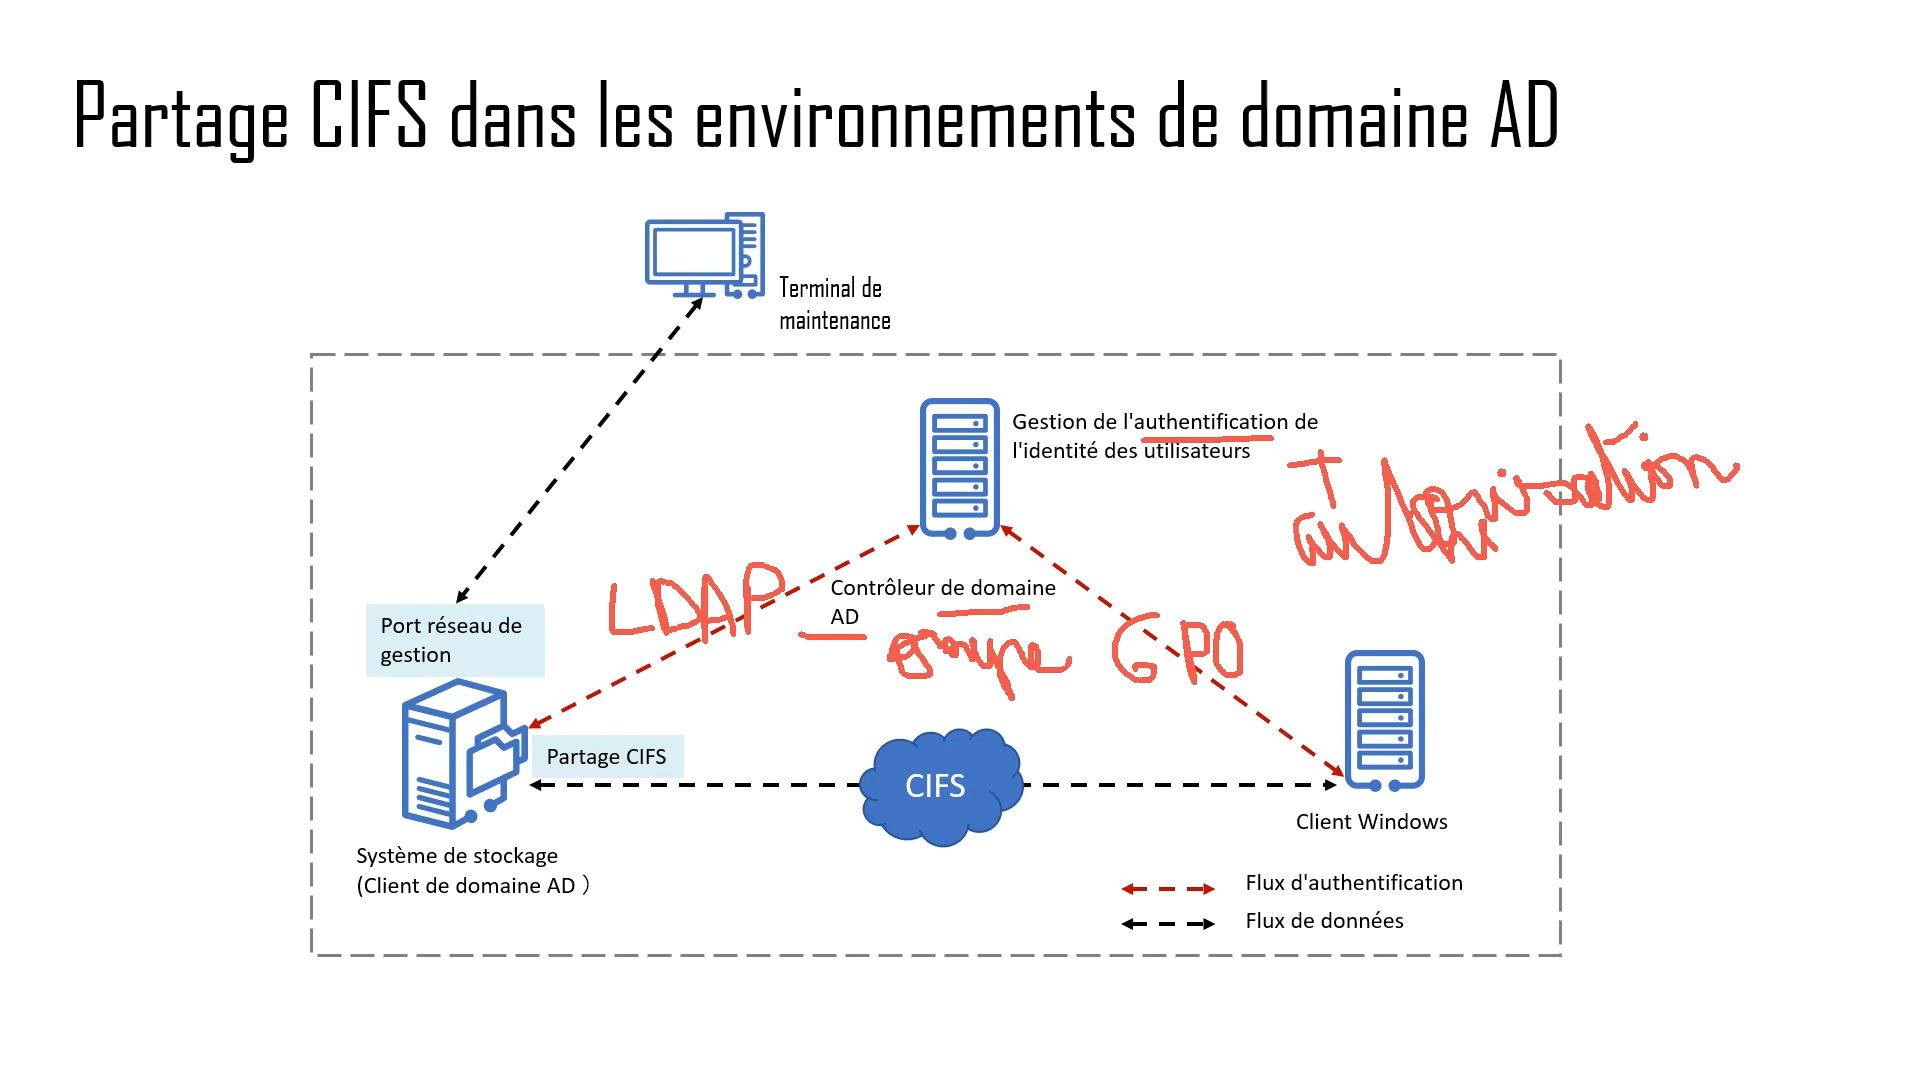 Partage CIFS dans les environnements de domaine AD
Terminal de
maintenance
Gestion de l'authentification de
l'identité des utilisateurs
+
autorisation
LDAP
Contrôleur de domaine
AD
groupe GPO
Port réseau de
gestion
Partage CIFS
CIFS
Client Windows
Système de stockage
(Client de domaine AD )
Flux d'authentification
Flux de données